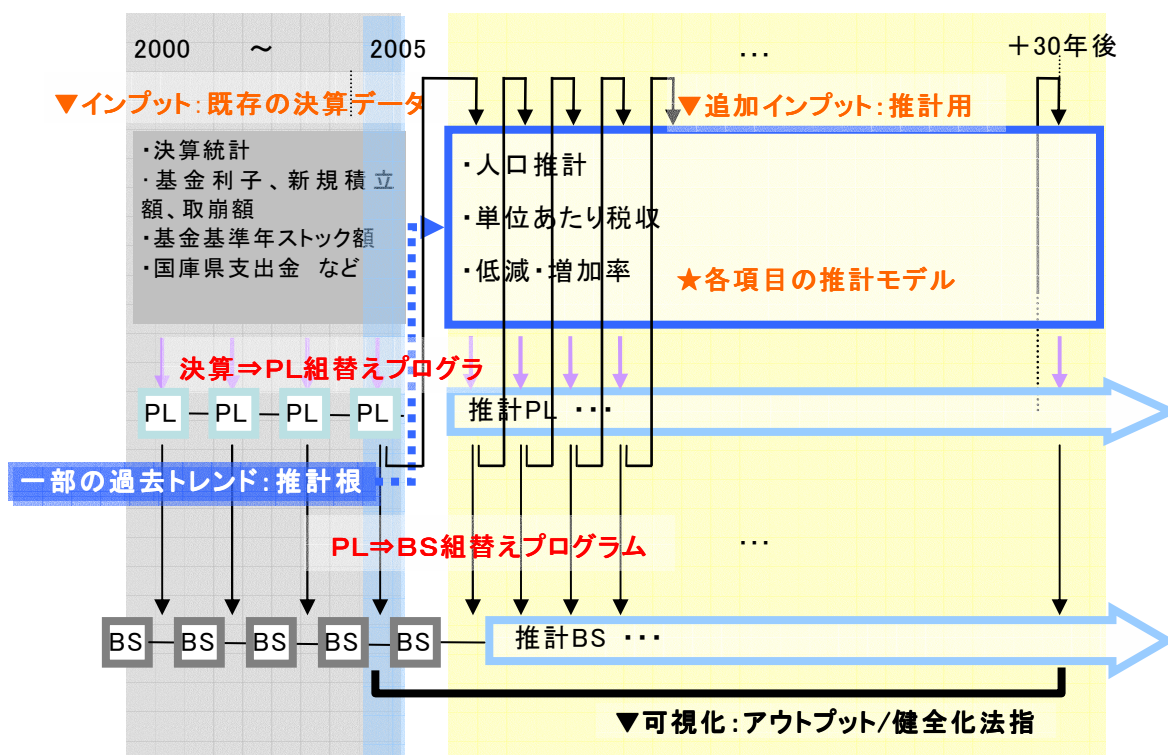 2000 ～ 2005 … ＋30年後
▼インプット：既存の決算データ
▼追加インプット：推計用
・決算統計
・基金利子、新規積立
額、取崩額
・基金基準年ストック額
・国庫県支出金 など
・人口推計
・単位あたり税収
・低減・増加率
★各項目の推計モデル
決算⇒PL組替えプログラ
PL PL PL PL
推計PL ･･･
一部の過去トレンド：推計根
PL⇒BS組替えプログラム
…
BS BS BS BS BS
推計BS ･･･
▼可視化：アウトプット/健全化法指